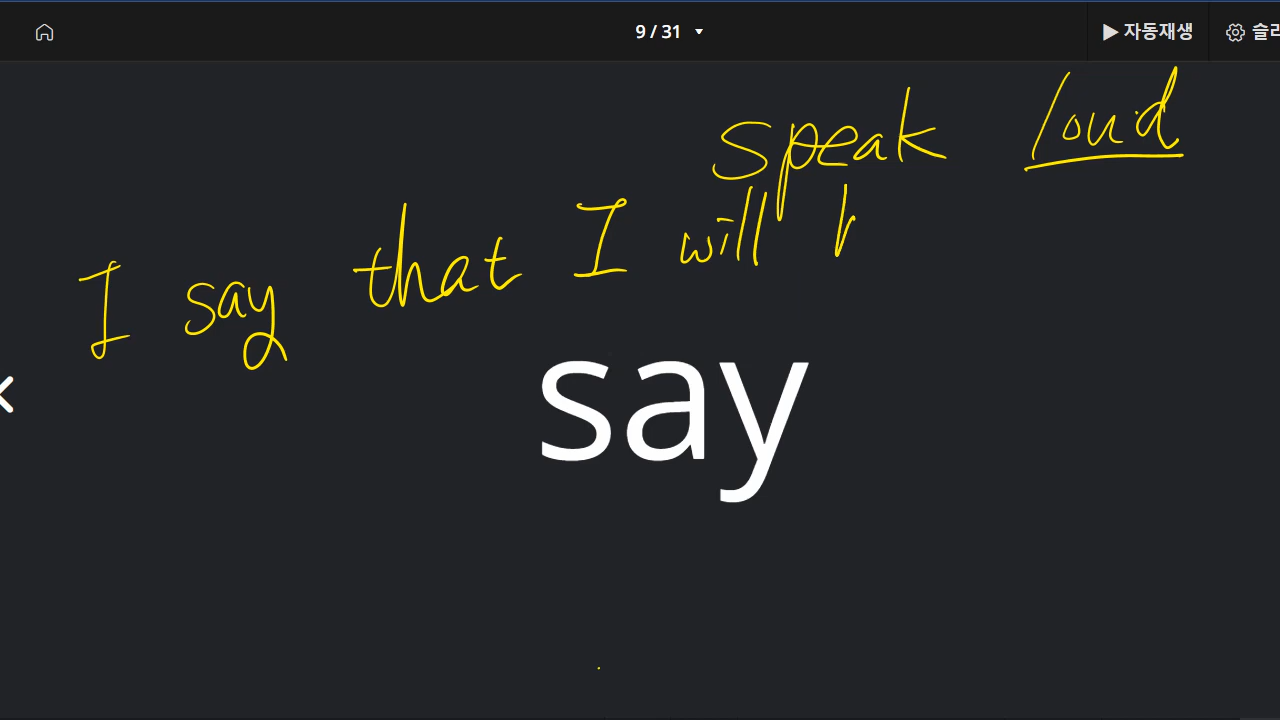 9 / 31
자동재생
speak loud
I say that I will
say